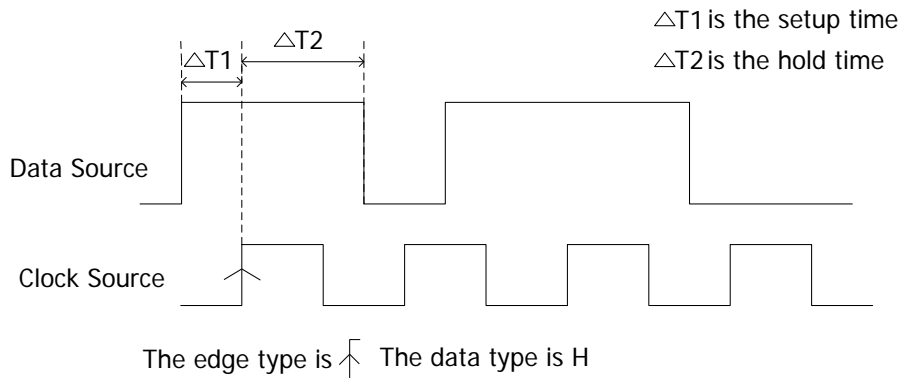 △T1 is the setup time
△T2
△T1
△T2 is the hold time
Data Source
Clock Source
The edge type is The data type is H